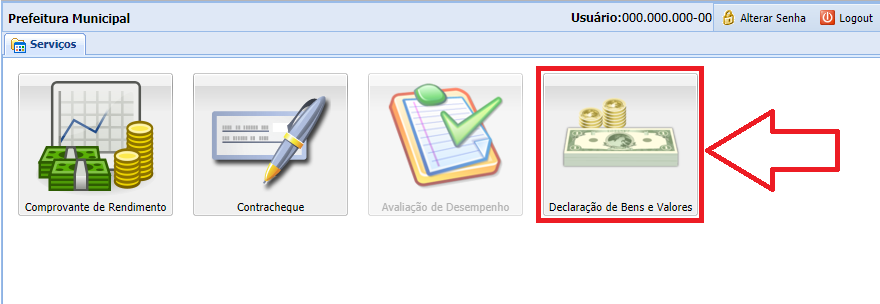 Prefeitura Municipal
Usuário:000.000.000-00 Alterar Senha Logout
Serviços
Comprovante de Rendimento
Contracheque
Avaliação de Desempenho
Declaração de Bens e Valores